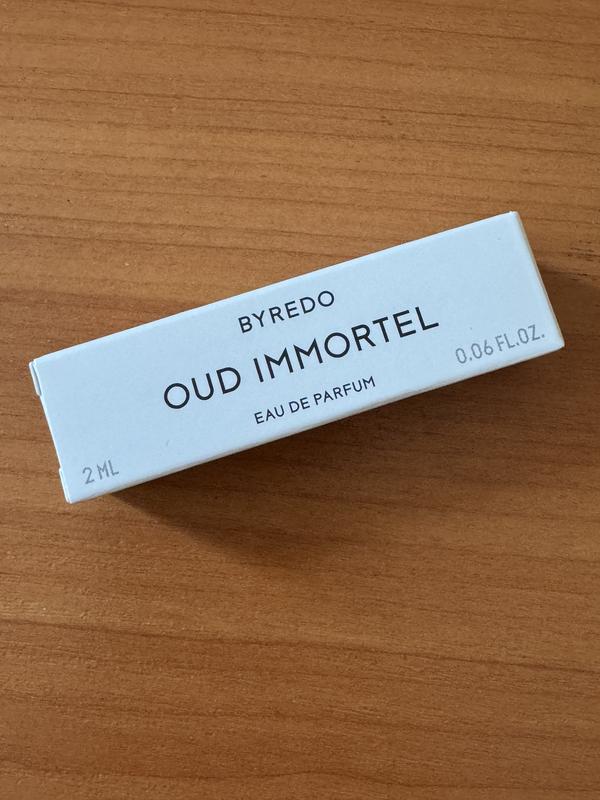 BYREDO
OUD IMMORTEL
EAU DE PARFUM
2 ML
0.06 FL.OZ.